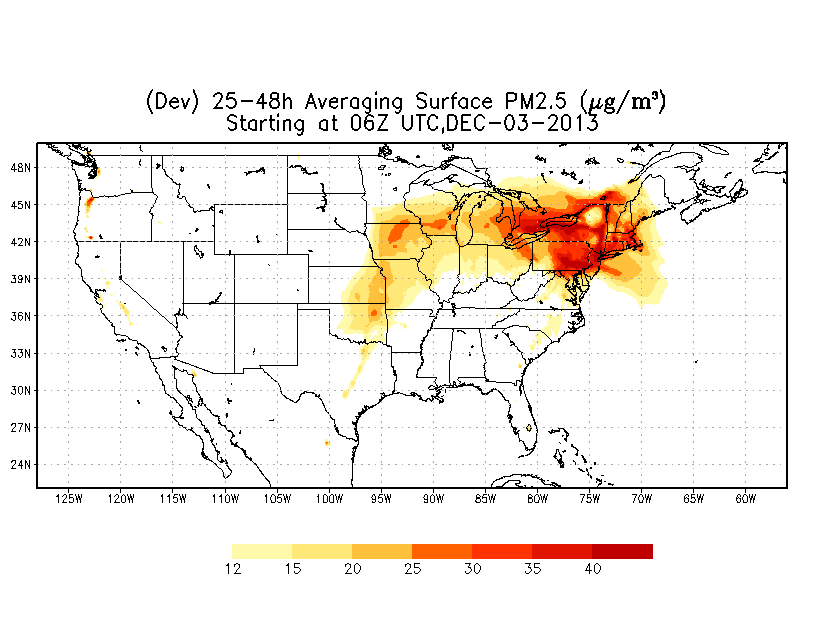 (Dev) 25-48h Averaging Surface PM2.5 (μg/m³)
Starting at 06Z UTC,DEC-03-2013
48N
45N
42N
39N
36N
33N
30N
27N
24N
125W 120W 115W 110W 105W 100W 95W 90W 85W 80W 75W 70W 65W 60W
12 15 20 25 30 35 40